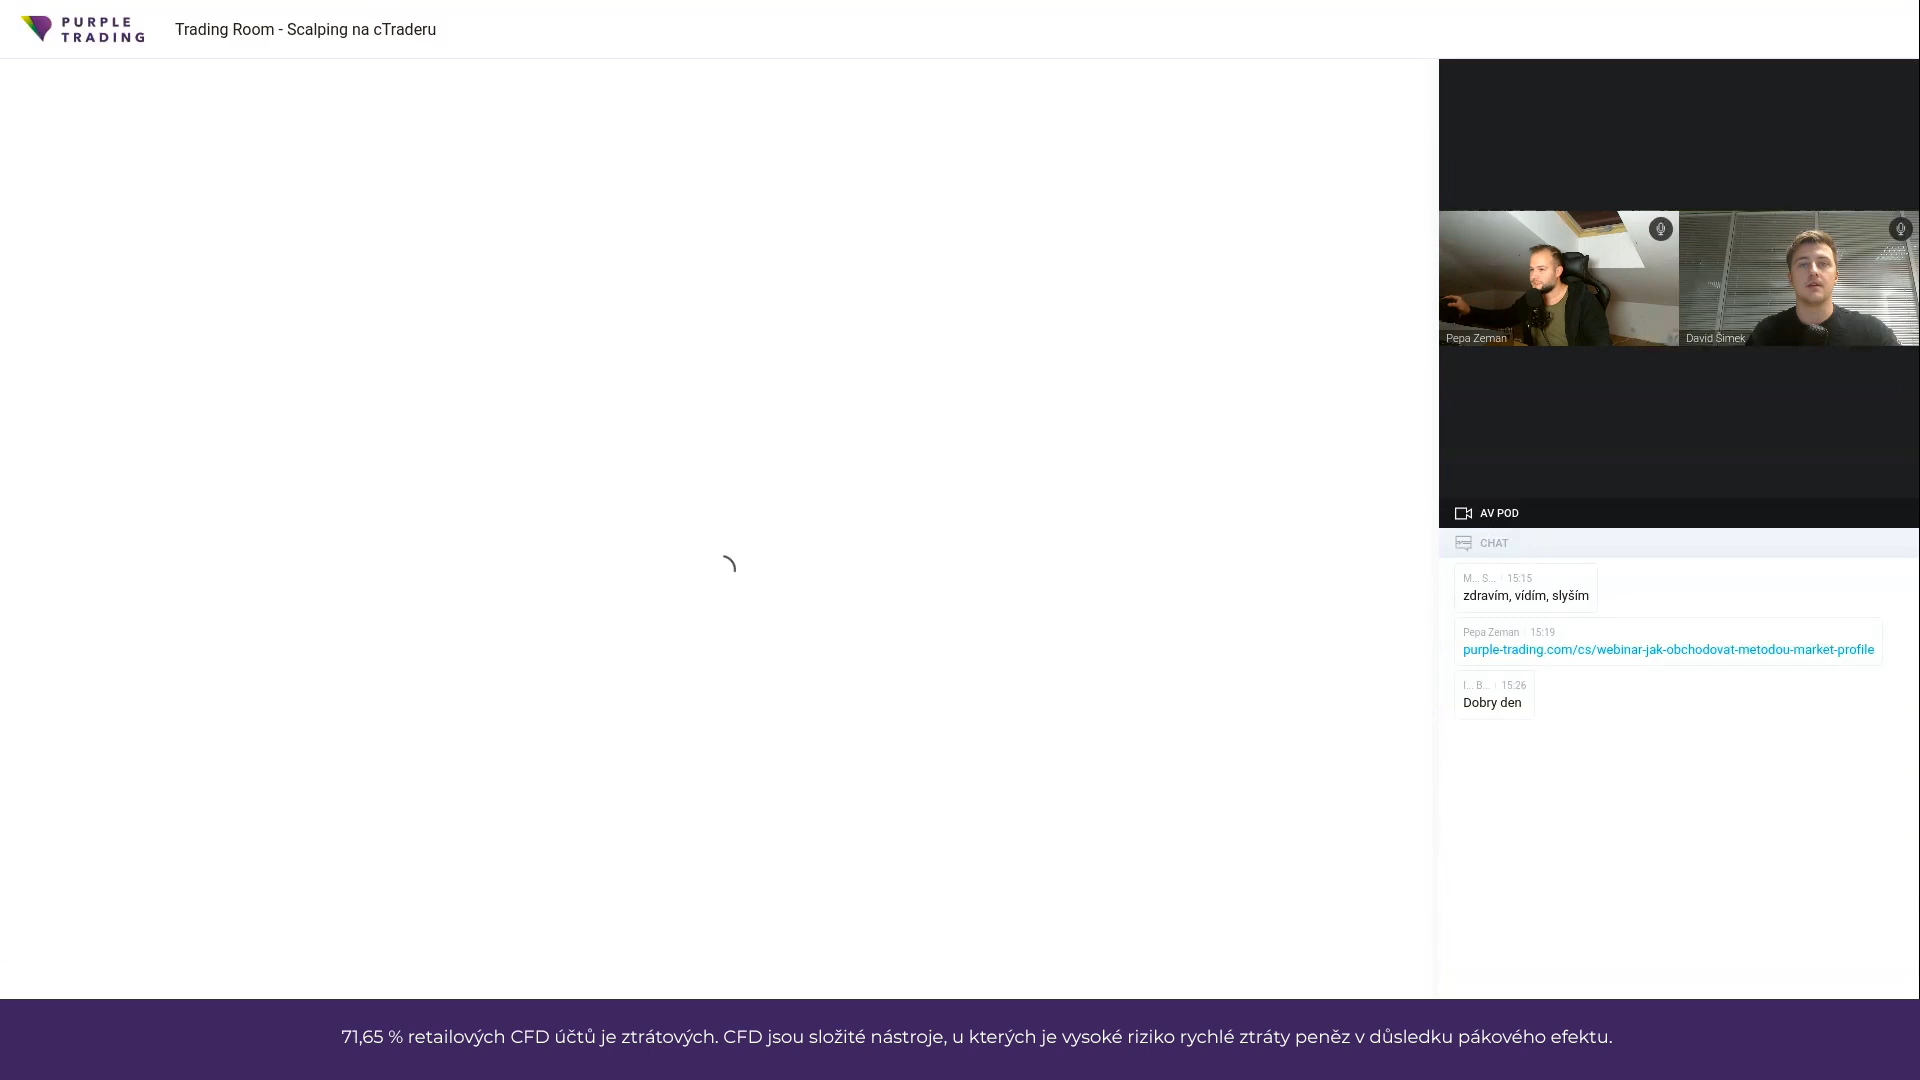 PURPLE
TRADING
Trading Room - Scalping na cTraderu
Pepa Zeman
David Šimek
AV POD
CHAT
M... S... 15:15
zdravím, vídím, slyším
Pepa Zeman 15:19
purple-trading.com/cs/webinar-jak-obchodovat-metodou-market-profile
I... B... 15:26
Dobry den
71,65 % retailových CFD účtů je ztrátových. CFD jsou složité nástroje, u kterých je vysoké riziko rychlé ztráty peněz v důsledku pákového efektu.